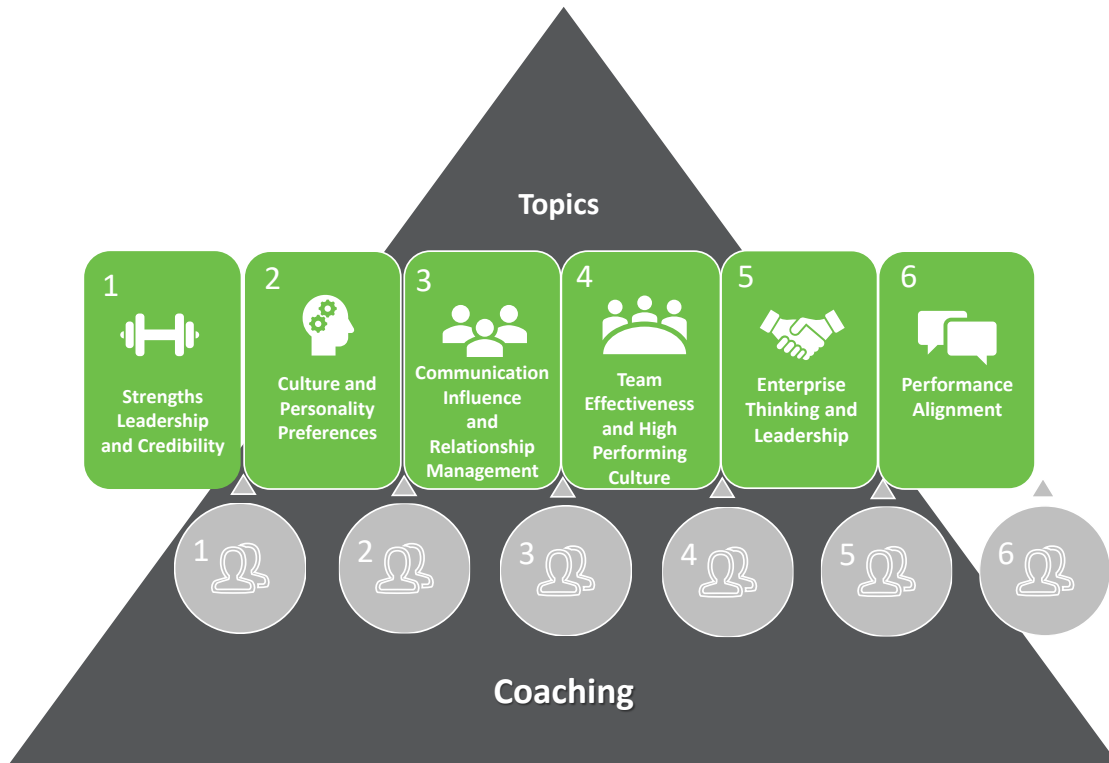 Topics
1
Strengths
Leadership
and Credibility
2
Culture and
Personality
Preferences
3
Communication
Influence
and
Relationship
Management
4
Team
Effectiveness
and High
Performing
Culture
5
Enterprise
Thinking and
Leadership
6
Performance
Alignment
1
2
3
4
5
6
Coaching